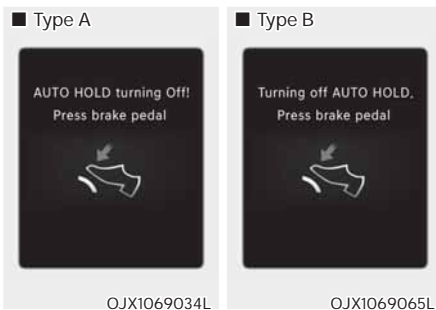 ■ Type A
AUTO HOLD turning Off!
Press brake pedal
OJX1069034L
■ Type B
Turning off AUTO HOLD,
Press brake pedal
OJX1069065L